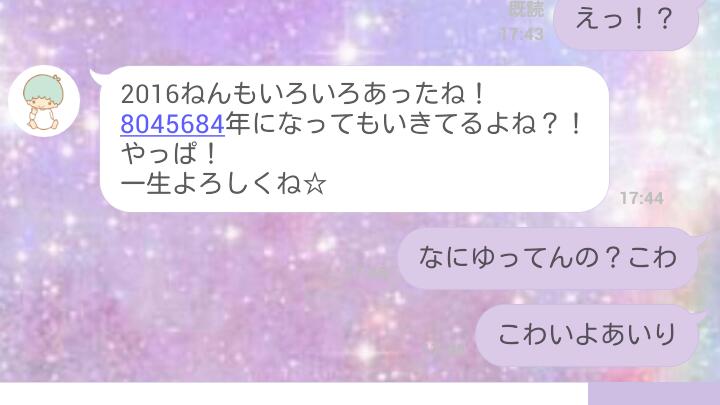 えっ！？
既読
17:43
2016ねんもいろいろあったね！
8045684年になってもいきてるよね？！
やっぱ！
一生よろしくね☆
17:44
なにゆってんの？こわ
こわいよあいり